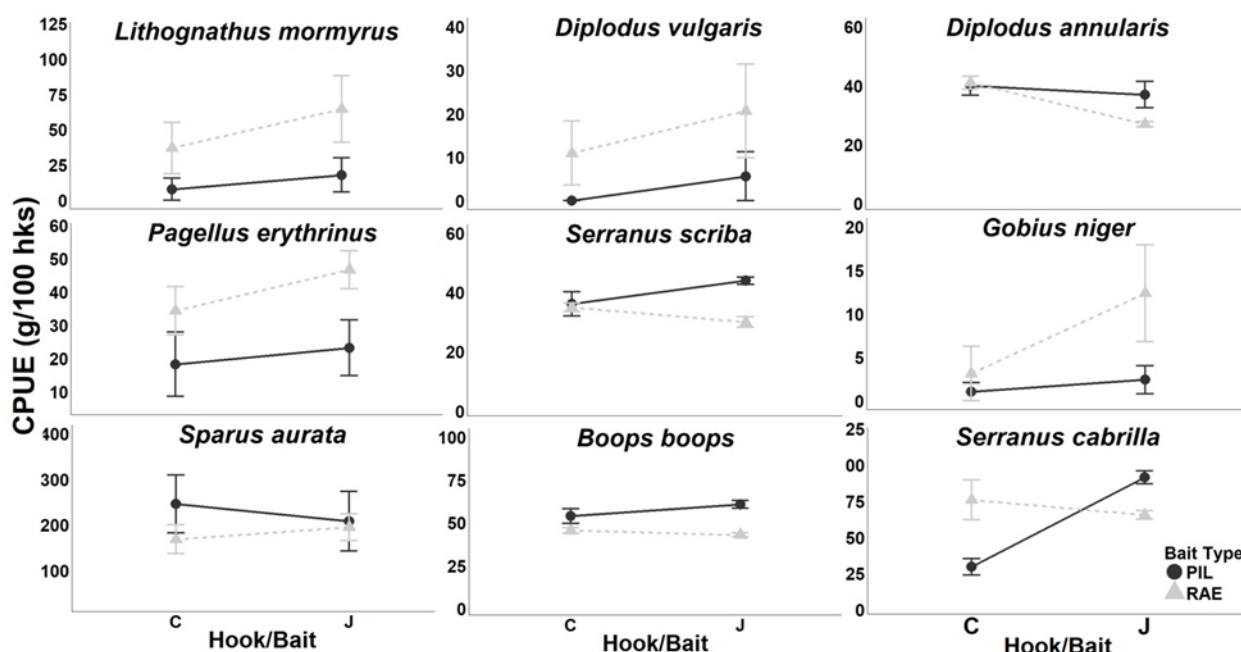 Lithognathus mormyrus
125
100
75
50
25
0
Diplodus vulgaris
40
30
20
10
0
Diplodus annularis
60
40
20
0
CPUE (g/100 hks)
Pagellus erythrinus
60
50
40
30
20
10
Serranus scriba
60
40
20
0
Gobius niger
20
15
10
5
0
Sparus aurata
400
300
200
100
C
J
Hook/Bait
Boops boops
100
75
50
25
0
C
J
Hook/Bait
Serranus cabrilla
25
00
75
50
25
0
C
J
Hook/Bait
Bait Type
PIL
RAE